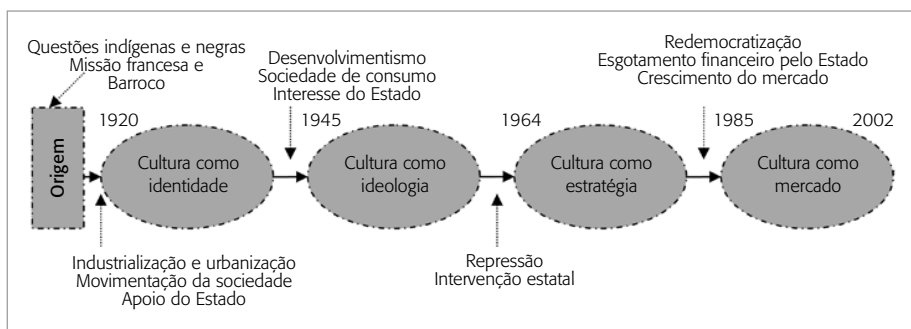 Questões indígenas e negras
Missão francesa e
Barroco
Desenvolvimentismo
Sociedade de consumo
Interesse do Estado
Redemocratização
Esgotamento financeiro pelo Estado
Crescimento do mercado
1920
1945
1964
1985
2002
Origem
Cultura como
identidade
Cultura como
ideologia
Cultura como
estratégia
Cultura como
mercado
Industrialização e urbanização
Movimentação da sociedade
Apoio do Estado
Repressão
Intervenção estatal